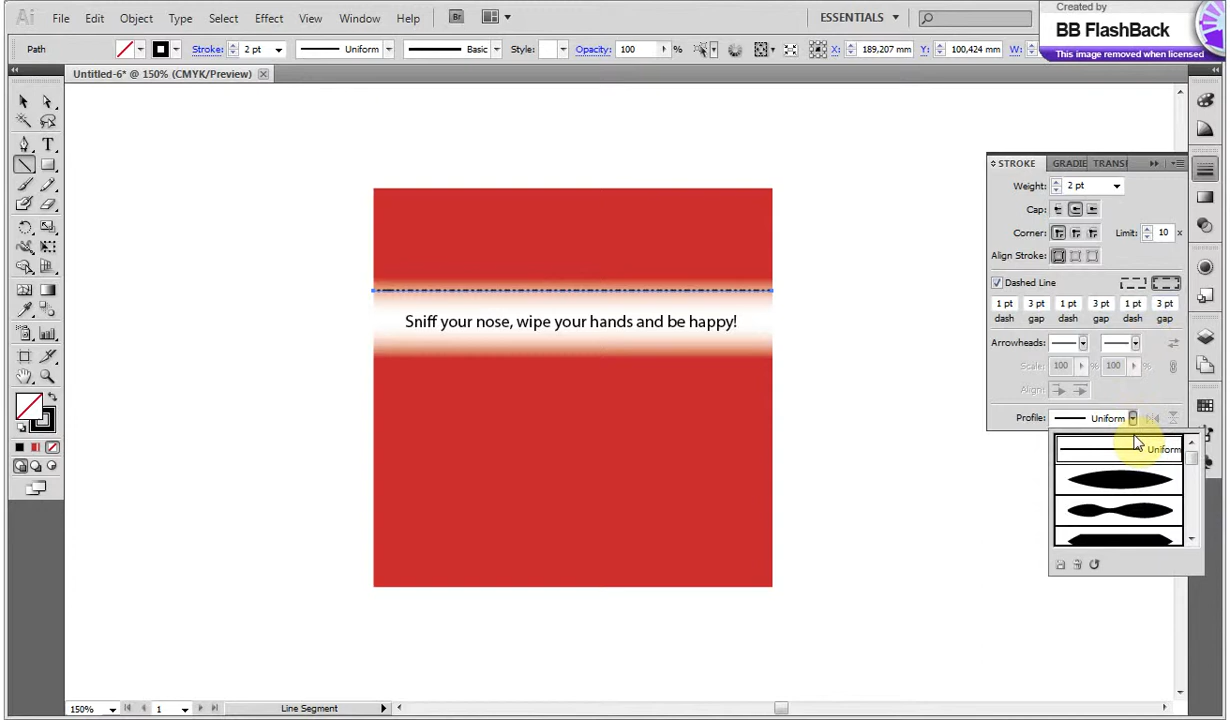 Ai File Edit Object Type Select Effect View Window Help Br ESSENTIALS
Created by
BB FlashBack
This image removed when licensed
Path Stroke: 2 pt Uniform Basic Style: Opacity: 100 % X: 189,207 mm Y: 100,424 mm W:
Untitled-6* @ 150% (CMYK/Preview)
STROKE GRADIE TRANSI
Weight: 2 pt
Cap:
Corner: Limit: 10 x
Align Stroke:
Dashed Line
1 pt 3 pt 1 pt 3 pt 1 pt 3 pt
dash gap dash gap dash gap
Sniff your nose, wipe your hands and be happy!
Arrowheads:
Scale: 100 % 100 %
Align:
Profile: Uniform
Uniform
150% 1 Line Segment